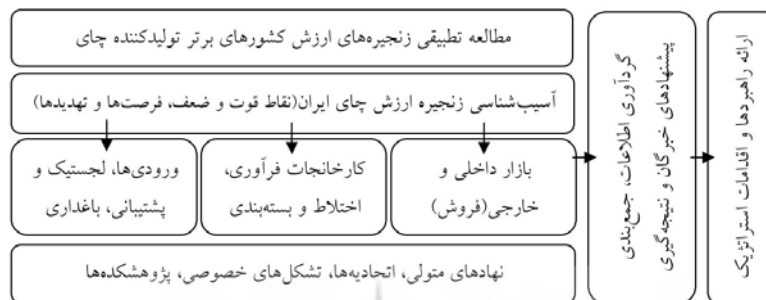 مطالعه تطبیقی زنجیره‌های ارزش کشورهای برتر تولیدکننده چای
آسیب‌شناسی زنجیره ارزش چای ایران(نقاط قوت و ضعف، فرصت‌ها و تهدیدها)
بازار داخلی و
خارجی(فروش)
کارخانجات فرآوری،
اختلاط و بسته‌بندی
ورودی‌ها، لجستیک و
پشتیبانی، باغداری
نهادهای متولی، اتحادیه‌ها، تشکل‌های خصوصی، پژوهشکده‌ها
گردآوری اطلاعات، جمع‌بندی
پیشنهادهای خبرگان و نتیجه‌گیری
ارائه راهبردها و اقدامات استراتژیک